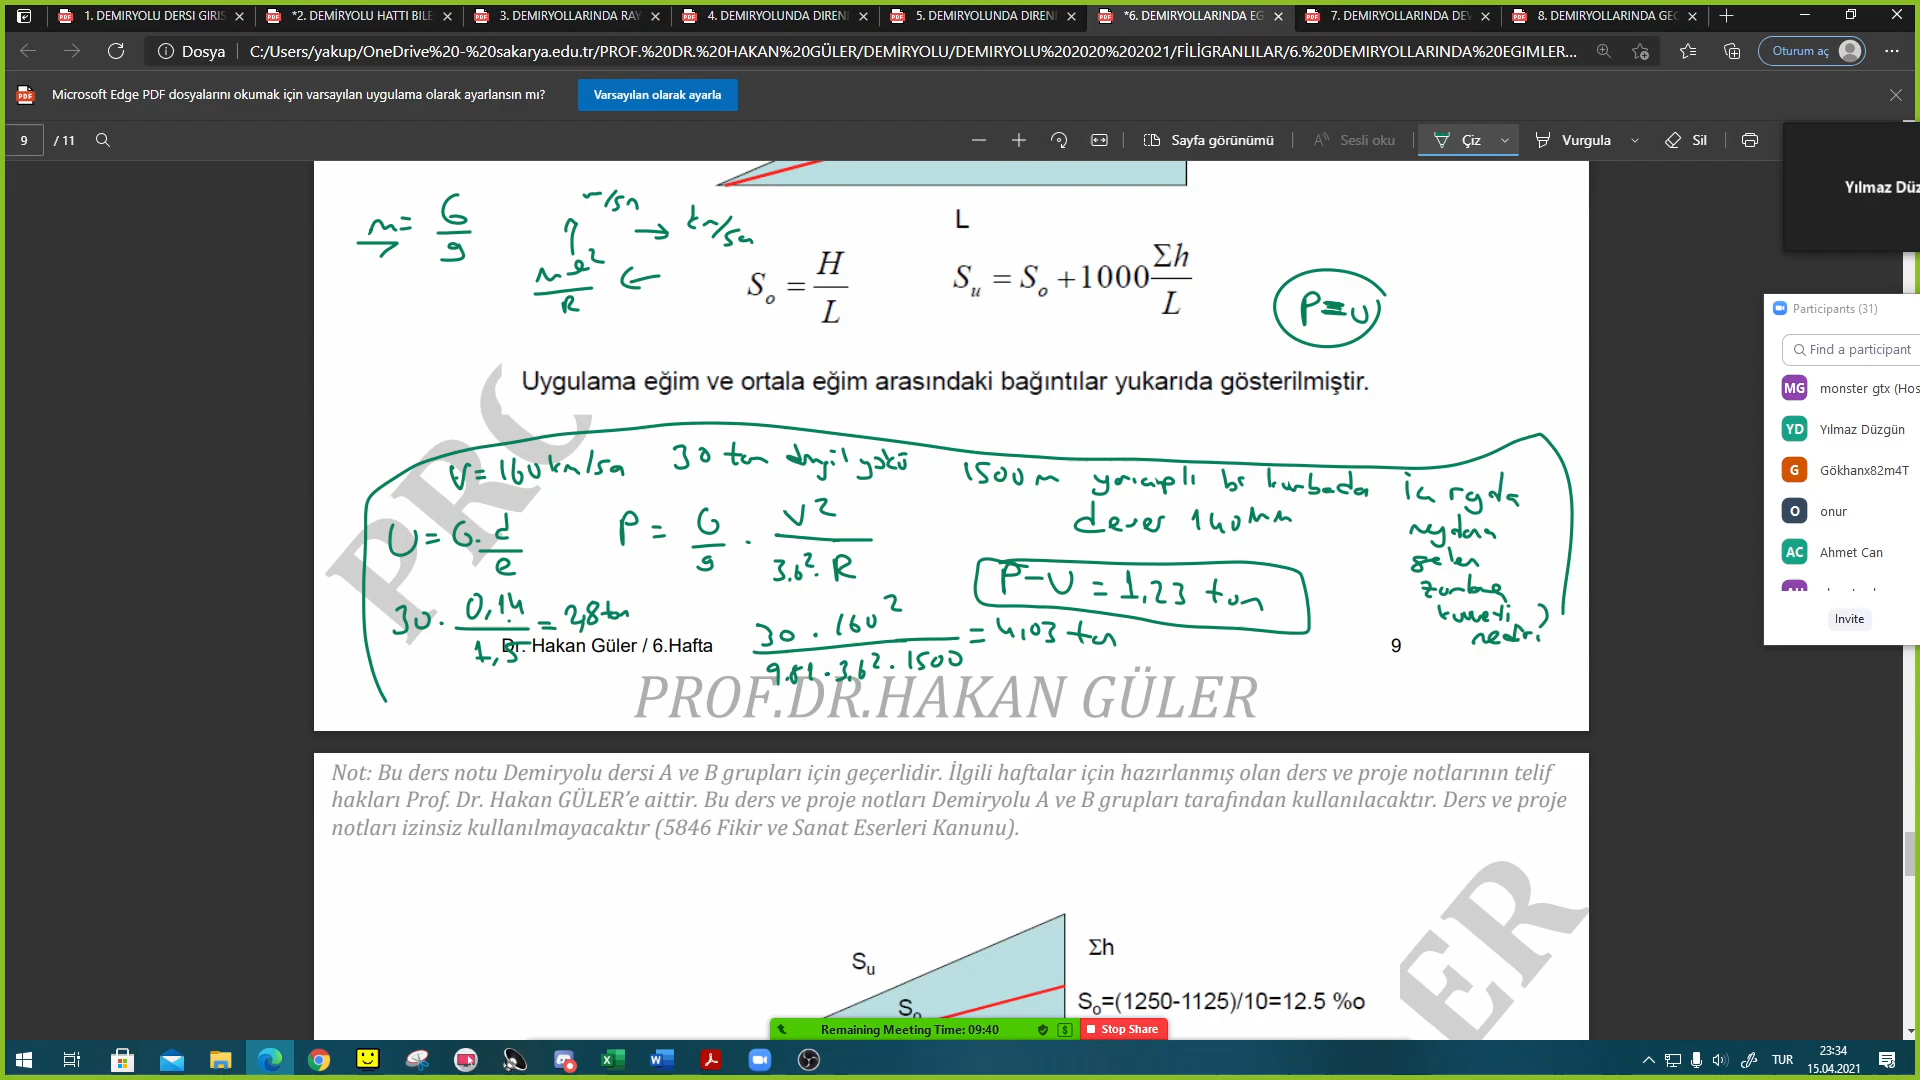 1. DEMIRYOLU DERSI GIRIS
*2. DEMİRYOLU HATTI BILE
3. DEMIRYOLLARINDA RAY
4. DEMIRYOLUNDA DIRENI
5. DEMIRYOLUNDA DIRENI
*6. DEMIRYOLLARINDA EG
7. DEMIRYOLLARINDA DEV
8. DEMIRYOLLARINDA GEC
Dosya
C:/Users/yakup/OneDrive%20-%20sakarya.edu.tr/PROF.%20DR.%20HAKAN%20GÜLER/DEMİRYOLU/DEMIRYOLU%202020%202021/FİLİGRANLILAR/6.%20DEMIRYOLLARINDA%20EGIMLER...
Oturum aç
Microsoft Edge PDF dosyalarını okumak için varsayılan uygulama olarak ayarlansın mı?
Varsayılan olarak ayarla
9 / 11
Sayfa görünümü
Sesli oku
Çiz
Vurgula
Sil
Yılmaz Düz
L
m = G/g
km/sa
mv²/R
S_o = H/L
S_u = S_o + 1000 Σh/L
P=U
Uygulama eğim ve ortala eğim arasındaki bağıntılar yukarıda gösterilmiştir.
V=160 km/sa 30 ton dingil yükü 1500 m yarıçaplı bir kurbada
dever 140 mm
iç rayda
neydana
gelen
zorlama
kuvveti
nedir?
U = G. d/e
P = G/g . V²/3.6².R
P-U = 1,23 ton
30. 0,14/1,5 = 2,8 ton
30.160²/9.81.3.6².1500 = 4,03 ton
Dr. Hakan Güler / 6.Hafta
9
PROF.DR.HAKAN GÜLER
Not: Bu ders notu Demiryolu dersi A ve B grupları için geçerlidir. İlgili haftalar için hazırlanmış olan ders ve proje notlarının telif
hakları Prof. Dr. Hakan GÜLER'e aittir. Bu ders ve proje notları Demiryolu A ve B grupları tarafından kullanılacaktır. Ders ve proje
notları izinsiz kullanılmayacaktır (5846 Fikir ve Sanat Eserleri Kanunu).
Su
Σh
So
So=(1250-1125)/10=12.5 %o
Participants (31)
Find a participant
MG monster gtx (Hos
YD Yılmaz Düzgün
G Gökhanx82m4T
O onur
AC Ahmet Can
Invite
Remaining Meeting Time: 09:40
Stop Share
TUR
23:34
15.04.2021